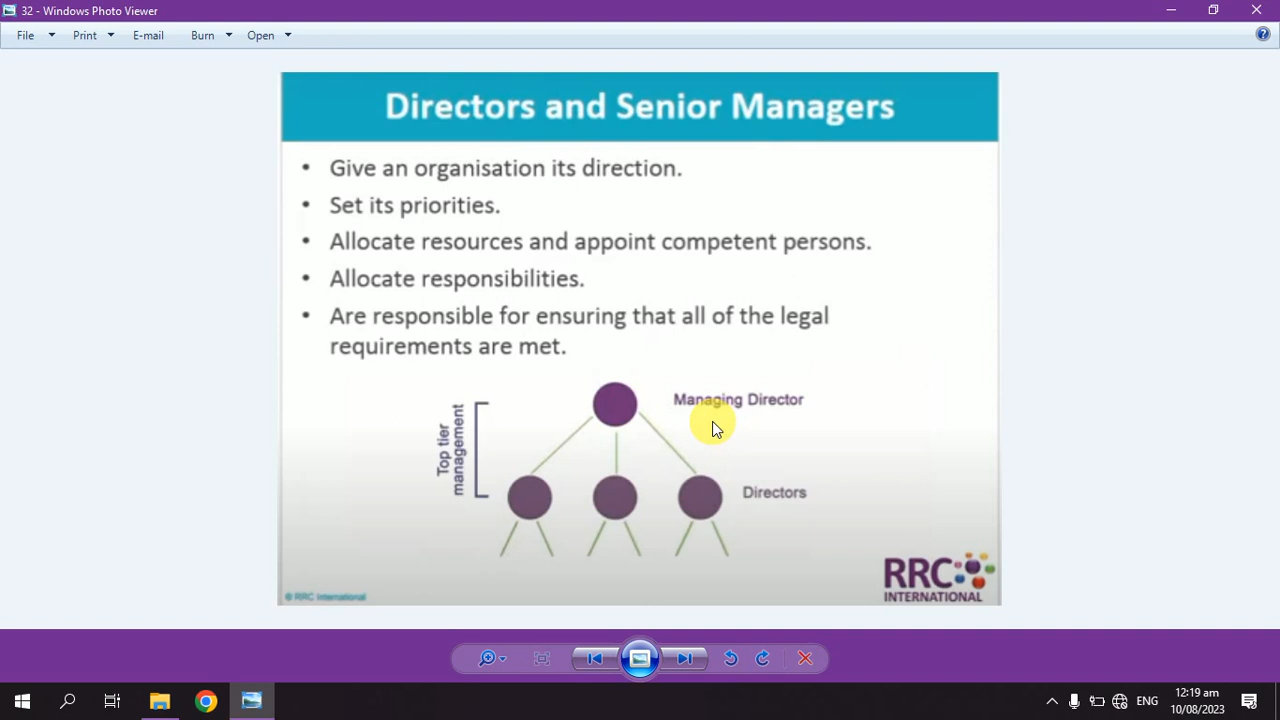 32 - Windows Photo Viewer
File Print E-mail Burn Open
Directors and Senior Managers
• Give an organisation its direction.
• Set its priorities.
• Allocate resources and appoint competent persons.
• Allocate responsibilities.
• Are responsible for ensuring that all of the legal
requirements are met.
Managing Director
Top tier
management
Directors
RRC
INTERNATIONAL
© RRC International
ENG
12:19 am
10/08/2023